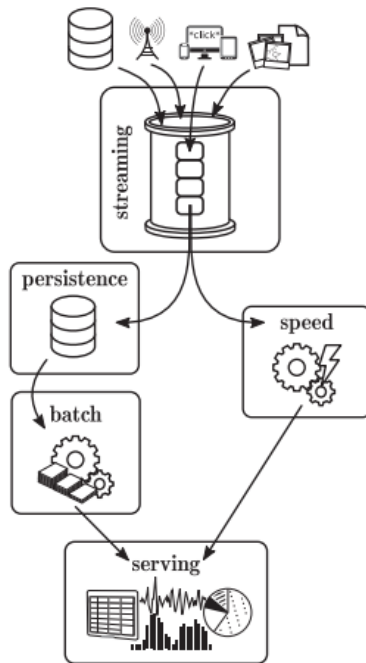 *click*
streaming
persistence
speed
batch
serving